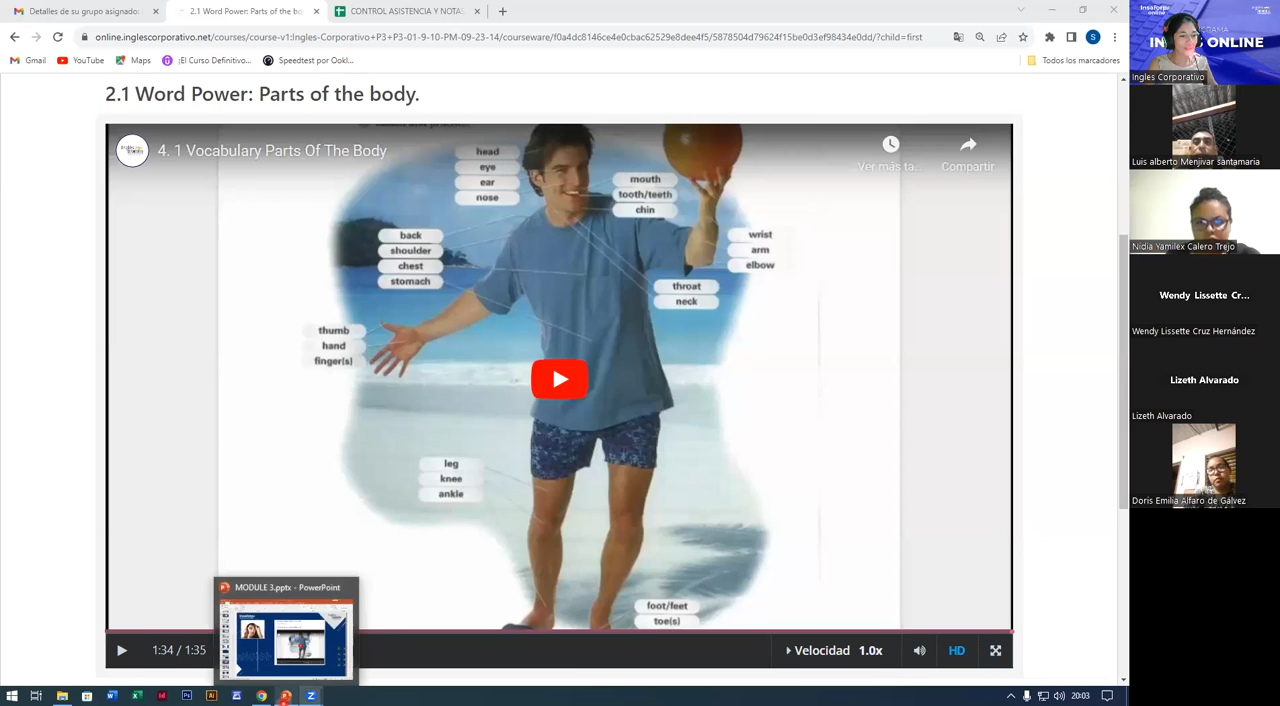 Detalles de su grupo asignado
2.1 Word Power: Parts of the bo
CONTROL ASISTENCIA Y NOTAS
online.inglescorporativo.net/courses/course-v1:Ingles-Corporativo+P3+P3-01-9-10-PM-05-23-14/courseware/f0a4dc8146ce4e0cbac62529e8dee4f5/5878504d79624f15be0d3ef98434e0dd/?child=first
S
Gmail
YouTube
Maps
¡El Curso Definitivo...
Speedtest por Ookl...
Todos los marcadores
2.1 Word Power: Parts of the body.
4. 1 Vocabulary Parts Of The Body
Ver más ta...
Compartir
head
eye
ear
nose
mouth
tooth/teeth
chin
back
shoulder
chest
stomach
wrist
arm
elbow
throat
neck
thumb
hand
finger(s)
leg
knee
ankle
foot/feet
toe(s)
MODULE 3.pptx - PowerPoint
1:34 / 1:35
Velocidad 1.0x
HD
20:03
ONLINE
Ingles Corporativo
Luis alberto Menjivar santamaria
Nidia Yamilex Calero Trejo
Wendy Lissette Cr...
Wendy Lissette Cruz Hernández
Lizeth Alvarado
Lizeth Alvarado
Doris Emilia Alfaro de Gálvez